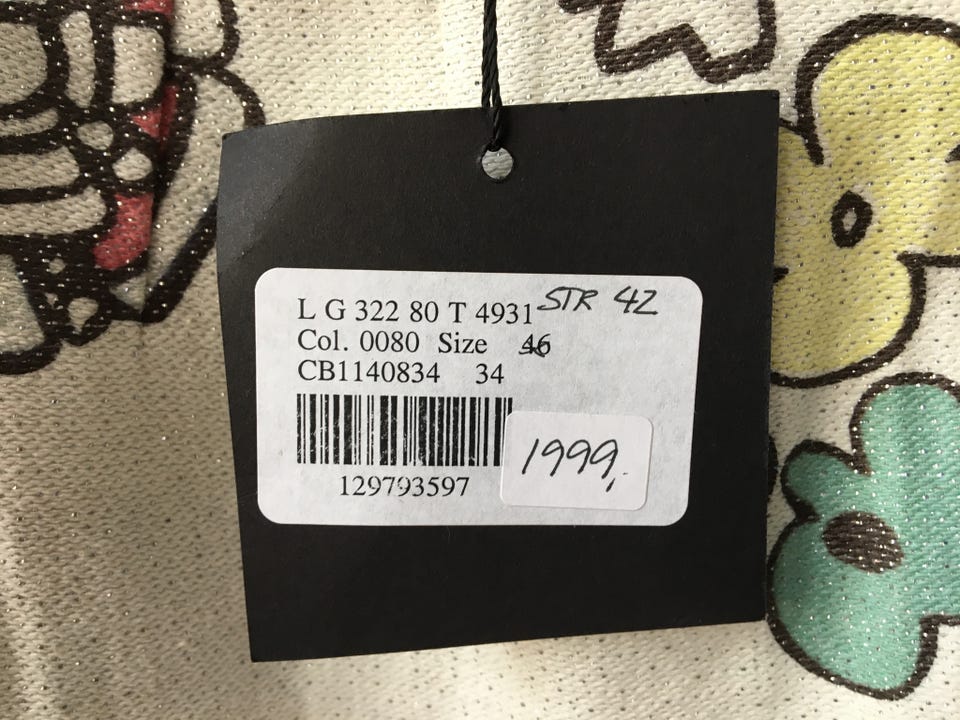 L G 322 80 T 4931 STR 42
Col. 0080 Size 46
CB1140834 34
129793597
1999,-